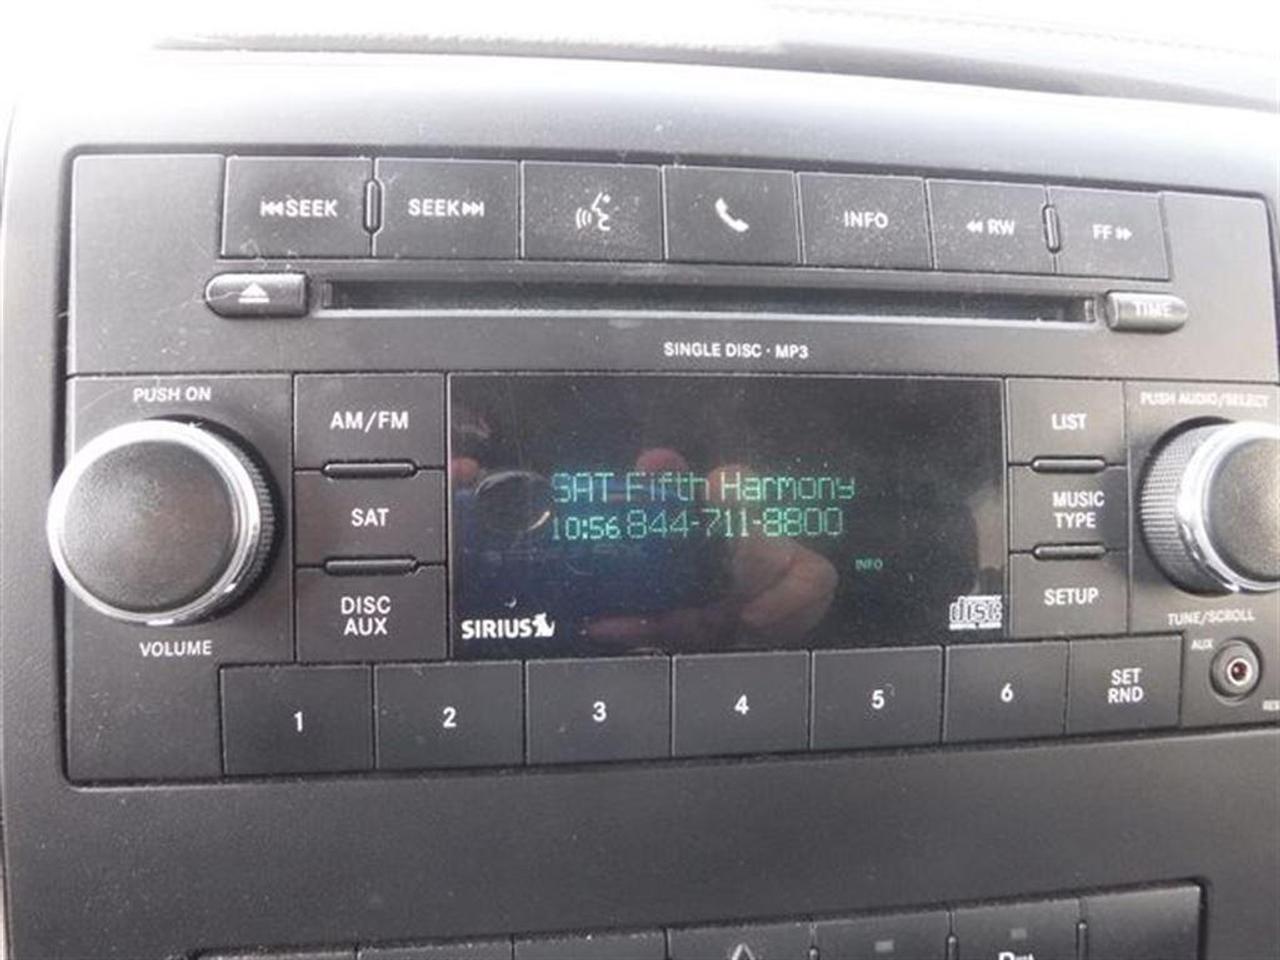 SEEK
SEEK
INFO
RW
FF
TIME
SINGLE DISC · MP3
PUSH ON
AM/FM
SAT
DISC
AUX
VOLUME
SAT Fifth Harmony
10:56 844-711-8800
INFO
SIRIUS
disc
LIST
MUSIC
TYPE
SETUP
PUSH AUDIO/SELECT
TUNE/SCROLL
AUX
1
2
3
4
5
6
SET
RND